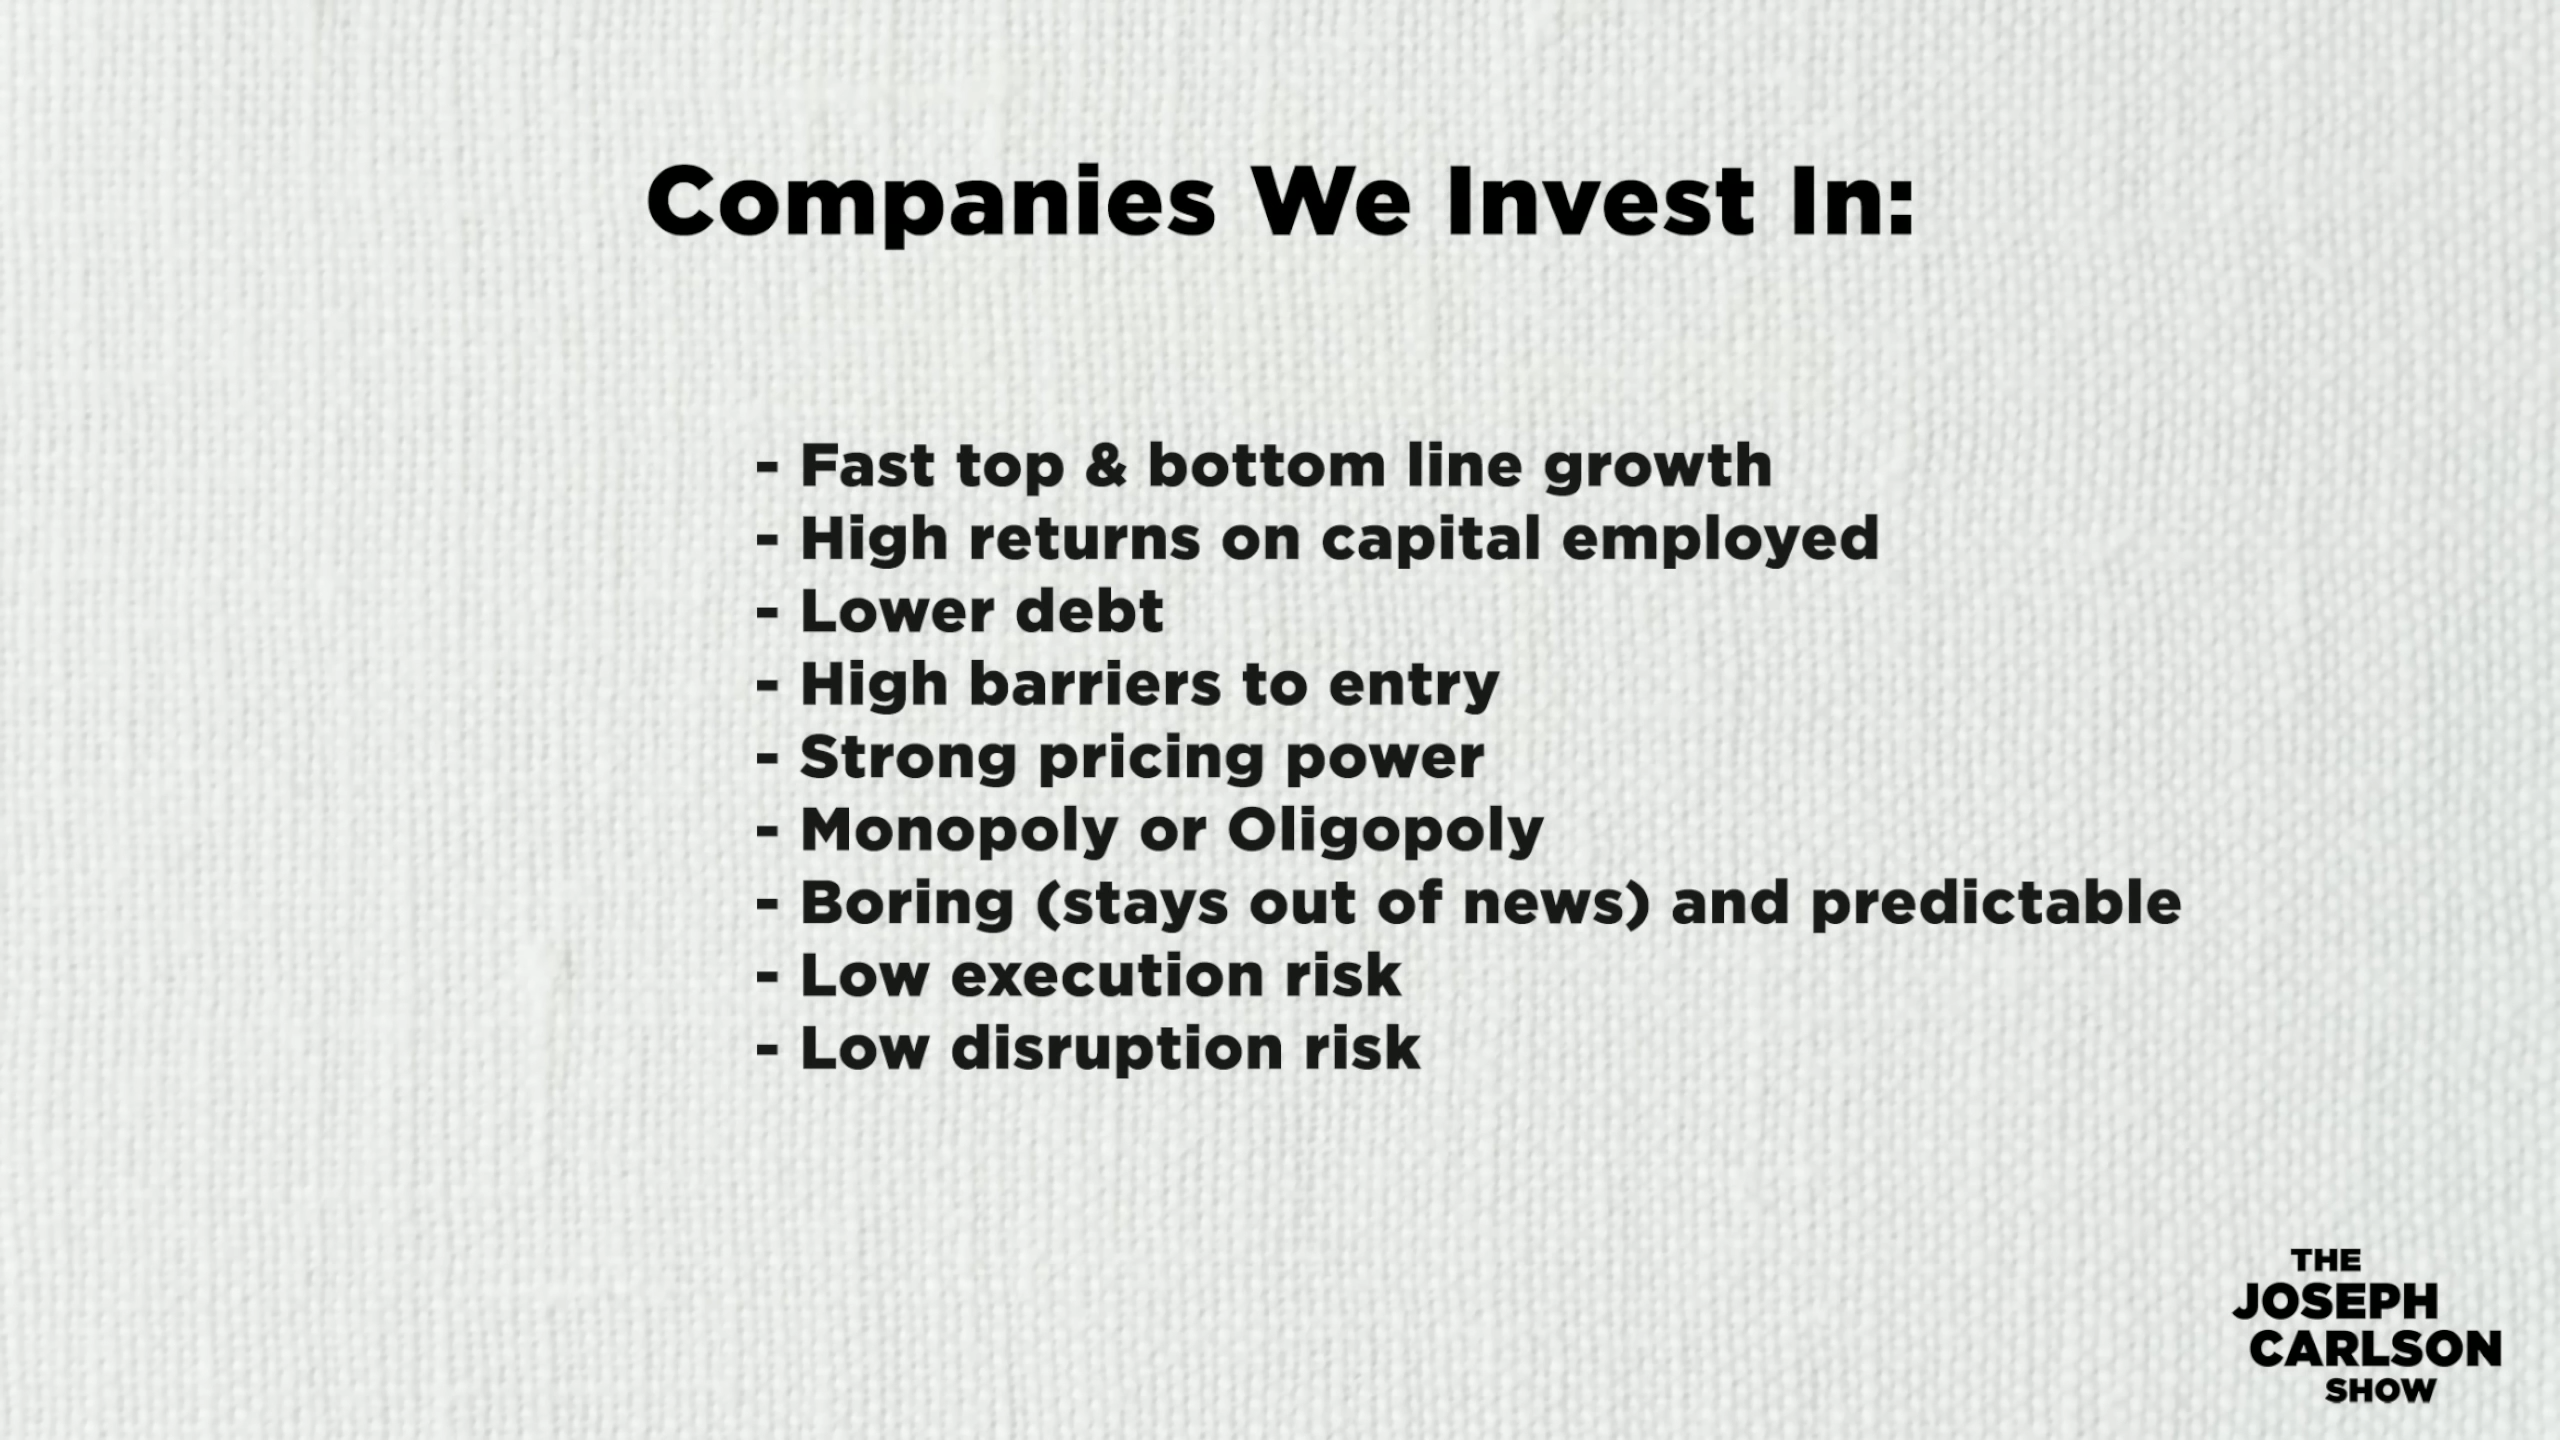 Companies We Invest In:
- Fast top & bottom line growth
- High returns on capital employed
- Lower debt
- High barriers to entry
- Strong pricing power
- Monopoly or Oligopoly
- Boring (stays out of news) and predictable
- Low execution risk
- Low disruption risk
THE
JOSEPH
CARLSON
SHOW